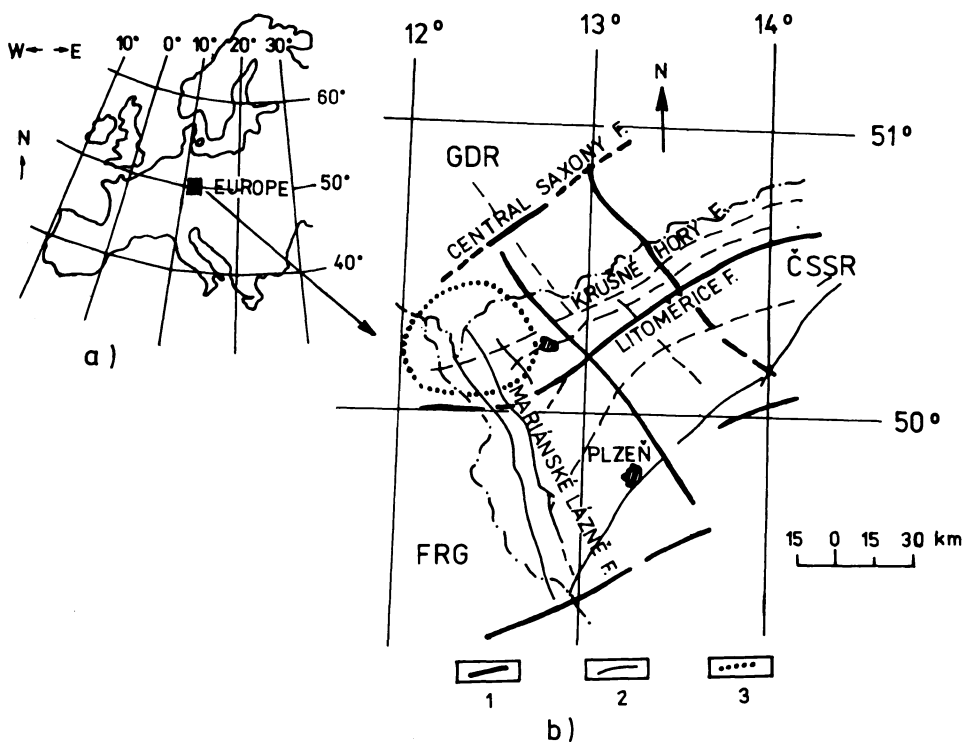 W ← → E
10° 0° 10° 20° 30°
60°
N
EUROPE
50°
40°
a)
12° 13° 14°
N
51°
GDR
CENTRAL SAXONY F.
KRUŠNÉ HORY F.
ČSSR
LITOMĚŘICE F.
MARIÁNSKÉ LÁZNĚ F.
50°
PLZEŇ
FRG
15 0 15 30 km
1 2 3
b)